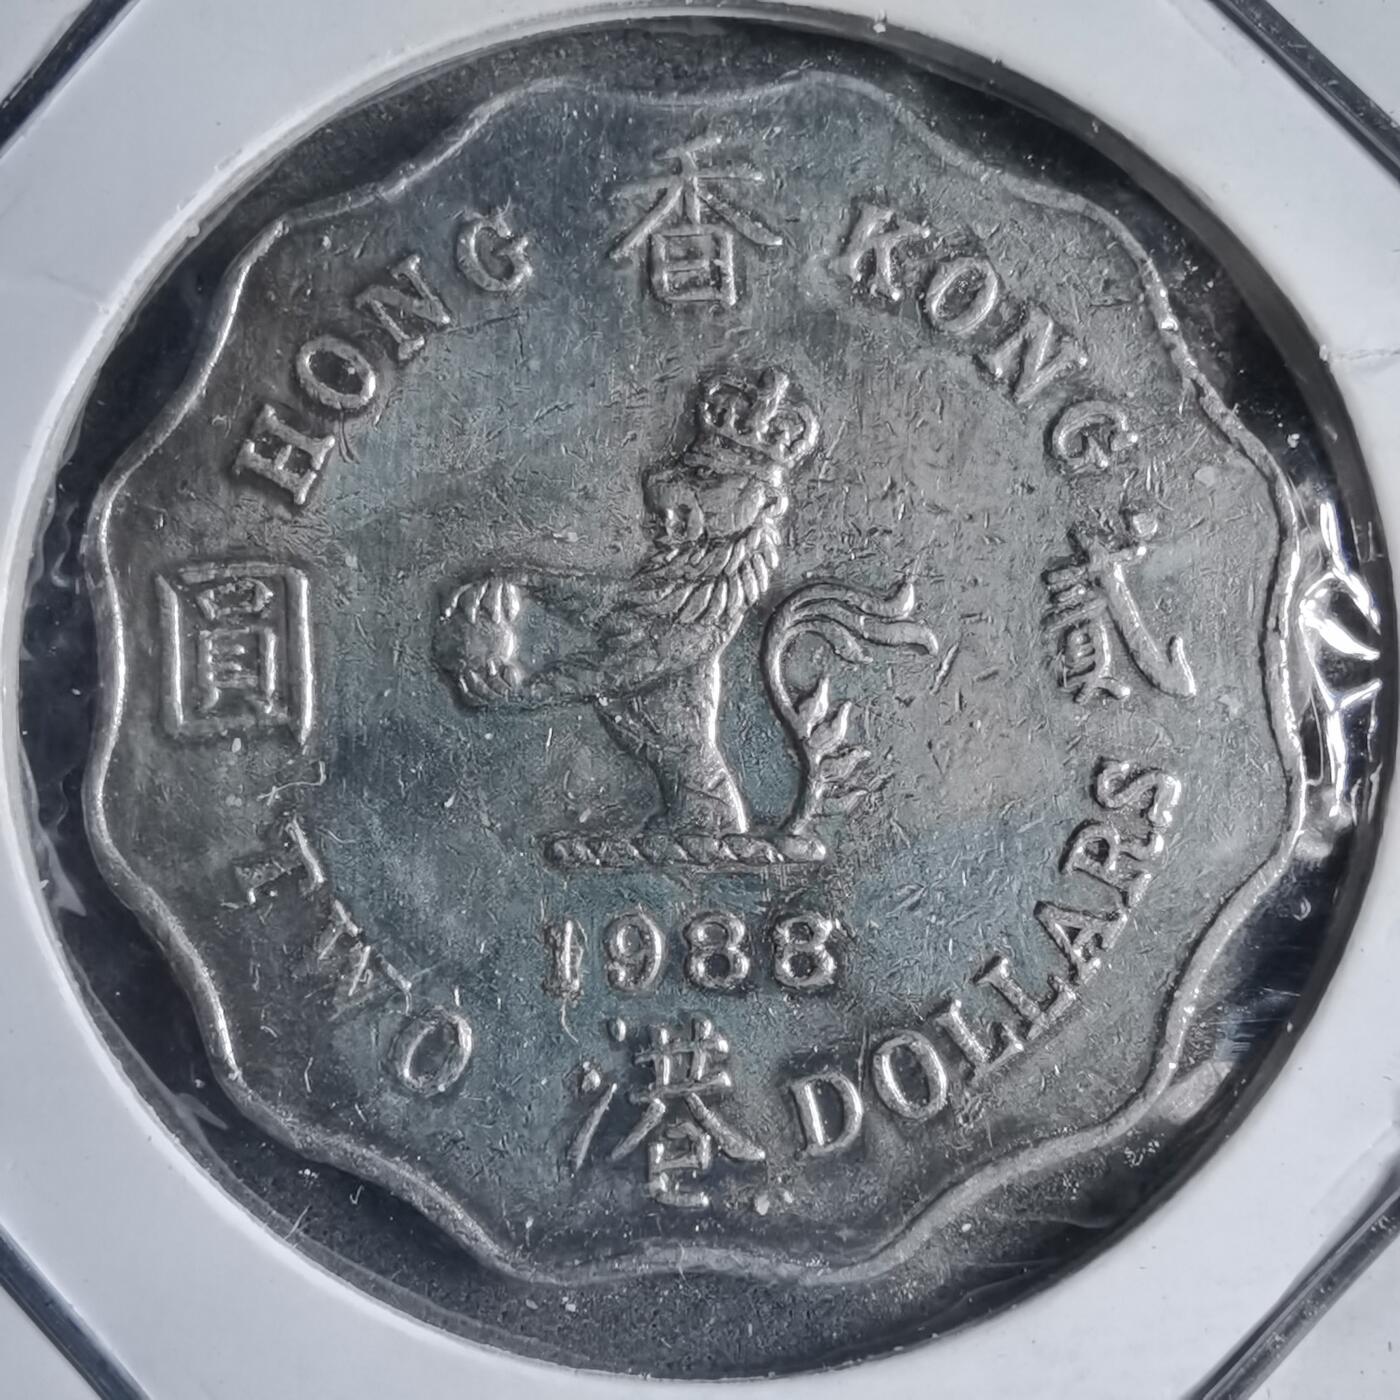 HONG KONG
香
圓
貳
1988
港
TWO DOLLARS